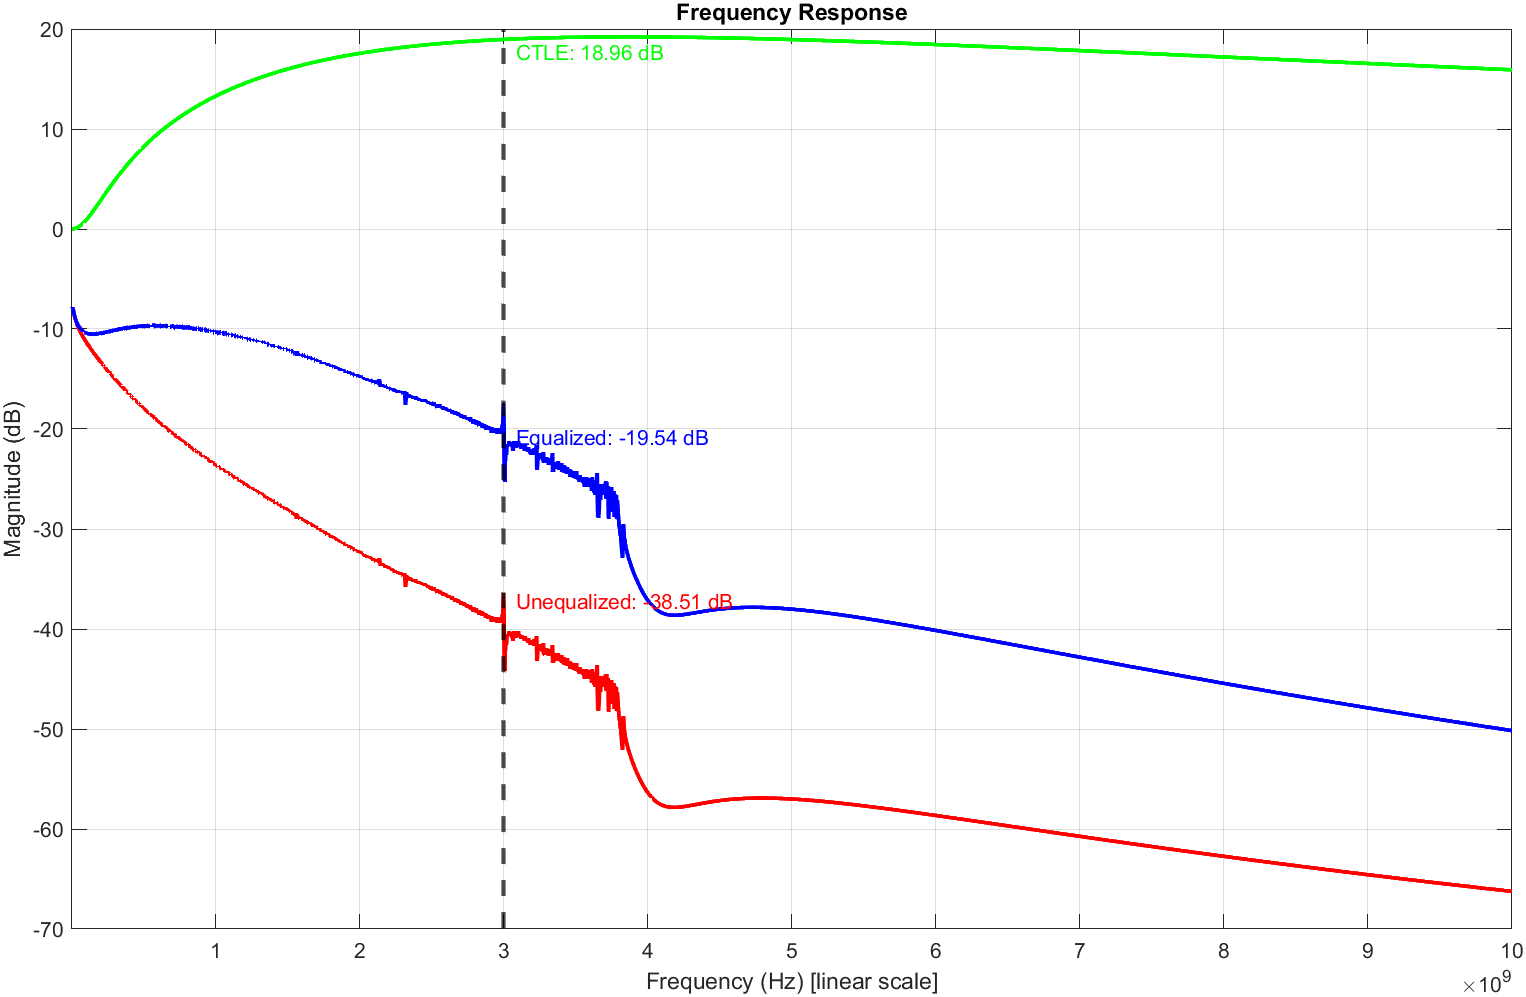 Frequency Response
20
10
0
-10
-20
-30
-40
-50
-60
-70
Magnitude (dB)
CTLE: 18.96 dB
Equalized: -19.54 dB
Unequalized: -38.51 dB
1 2 3 4 5 6 7 8 9 10
Frequency (Hz) [linear scale]
×10⁹